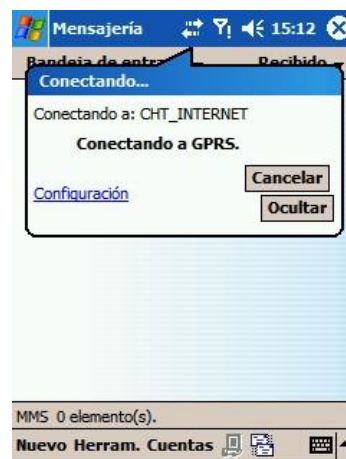 Mensajería 15:12
Bandeja de entra Recibido
Conectando...
Conectando a: CHT_INTERNET
Conectando a GPRS.
Cancelar
Configuración
Ocultar
MMS 0 elemento(s).
Nuevo Herram. Cuentas